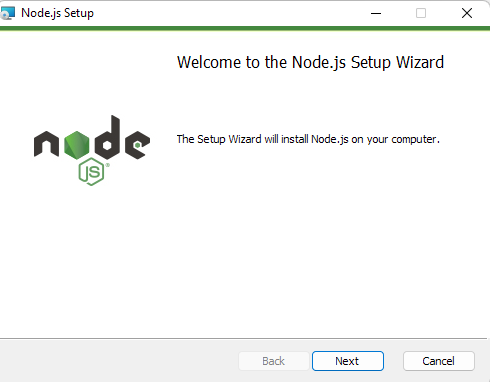 Node.js Setup
Welcome to the Node.js Setup Wizard
The Setup Wizard will install Node.js on your computer.
node
JS®
Back
Next
Cancel